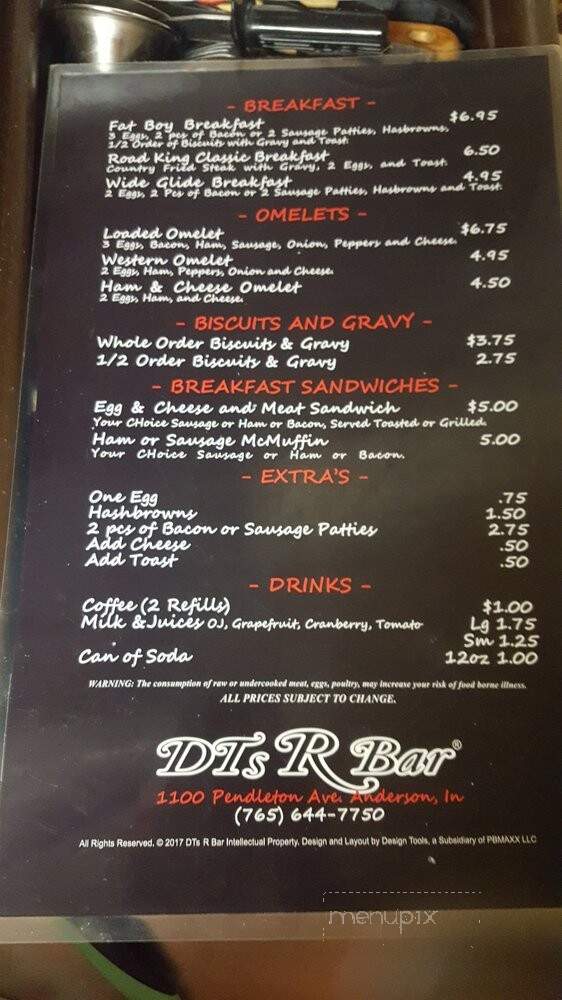 - BREAKFAST -
Fat Boy Breakfast $6.95
3 Eggs, 2 pcs of Bacon or 2 Sausage Patties, Hasbrowns,
1/2 Order of Biscuits with Gravy and Toast.
Road King Classic Breakfast 6.50
Country Fried Steak with Gravy, 2 Eggs, and Toast.
Wide Glide Breakfast 4.95
2 Eggs, 2 Pcs of Bacon or 2 Sausage Patties, Hasbrowns and Toast.
- OMELETS -
Loaded Omelet $6.75
3 Eggs, Bacon, Ham, Sausage, Onion, Peppers and Cheese.
Western Omelet 4.95
2 Eggs, Ham, Peppers, Onion and Cheese.
Ham & Cheese Omelet 4.50
2 Eggs, Ham, and Cheese.
- BISCUITS AND GRAVY -
Whole Order Biscuits & Gravy $3.75
1/2 Order Biscuits & Gravy 2.75
- BREAKFAST SANDWICHES -
Egg & Cheese and Meat Sandwich $5.00
Your CHoice Sausage or Ham or Bacon, Served Toasted or Grilled.
Ham or Sausage McMuffin 5.00
Your CHoice Sausage or Ham or Bacon.
- EXTRA'S -
One Egg .75
Hashbrowns 1.50
2 pcs of Bacon or Sausage Patties 2.75
Add Cheese .50
Add Toast .50
- DRINKS -
Coffee (2 Refills) $1.00
Milk & Juices OJ, Grapefruit, Cranberry, Tomato Lg 1.75
Sm 1.25
Can of Soda 12oz 1.00
WARNING: The consumption of raw or undercooked meat, eggs, poultry, may increase your risk of food borne illness.
ALL PRICES SUBJECT TO CHANGE.
DTs R Bar®
1100 Pendleton Ave. Anderson, In
(765) 644-7750
All Rights Reserved. © 2017 DTs R Bar Intellectual Property. Design and Layout by Design Tools, a Subsidiary of PBMAXX LLC
menupix